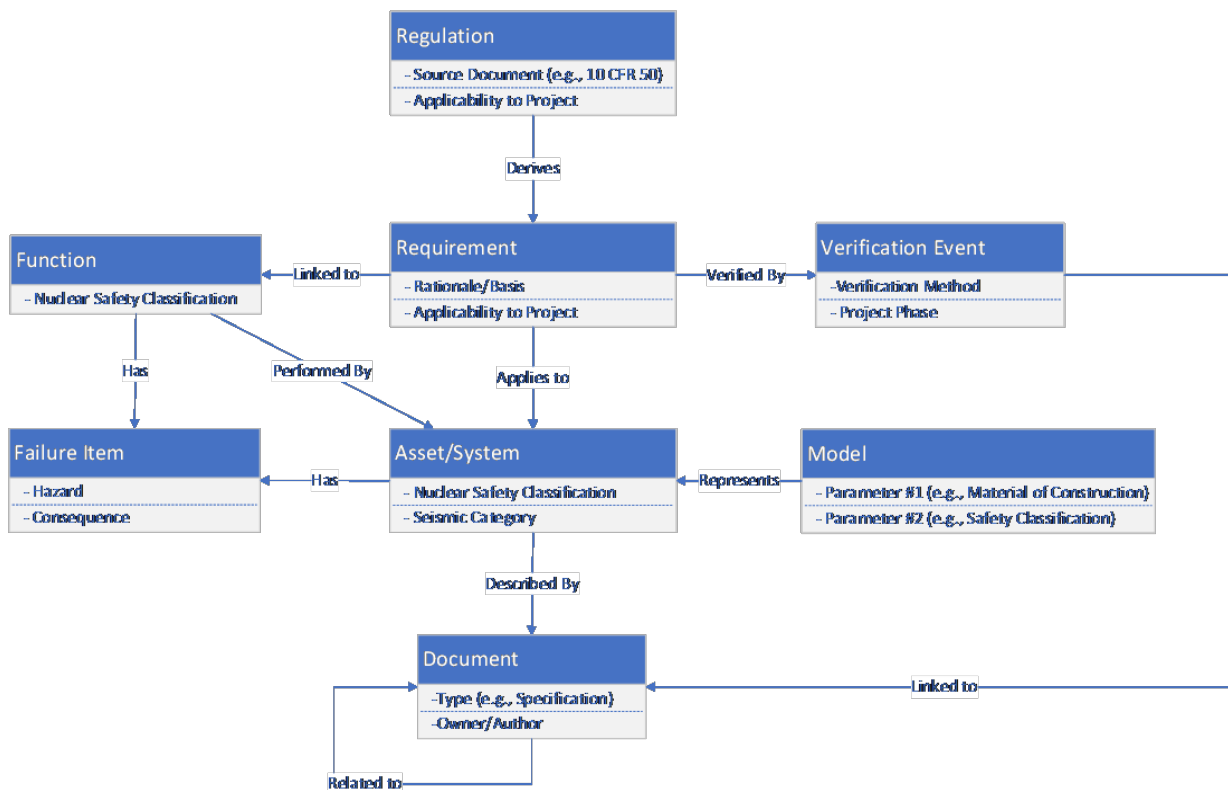 Regulation
- Source Document (e.g., 10 CFR 50)
- Applicability to Project
Derives
Function
- Nuclear Safety Classification
Linked to
Requirement
- Rationale/Basis
- Applicability to Project
Verified By
Verification Event
-Verification Method
- Project Phase
Has
Performed By
Applies to
Failure Item
- Hazard
- Consequence
Has
Asset/System
- Nuclear Safety Classification
- Seismic Category
Represents
Model
- Parameter #1 (e.g., Material of Construction)
- Parameter #2 (e.g., Safety Classification)
Described By
Document
-Type (e.g., Specification)
-Owner/Author
Linked to
Related to